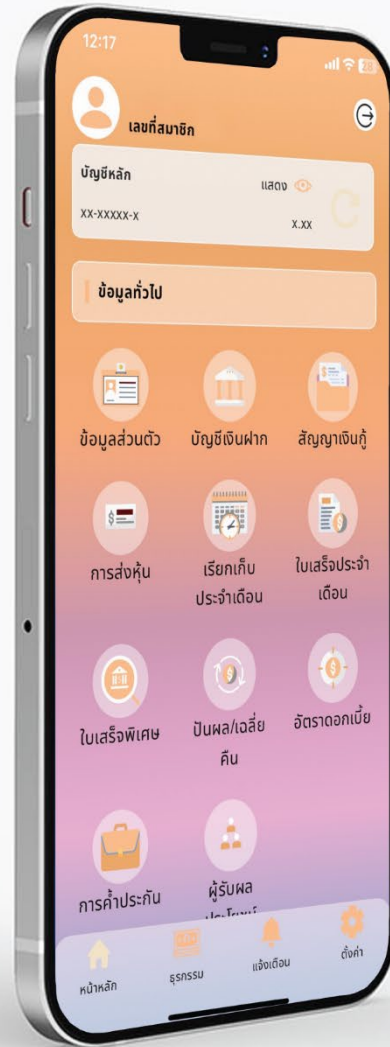 12:17
28
เลขที่สมาชิก
บัญชีหลัก
แสดง
xx-xxxxx-x
x.xx
ข้อมูลทั่วไป
ข้อมูลส่วนตัว
บัญชีเงินฝาก
สัญญาเงินกู้
การส่งหุ้น
เรียกเก็บ
ประจำเดือน
ใบเสร็จประจำ
เดือน
ใบเสร็จพิเศษ
ปันผล/เฉลี่ย
คืน
อัตราดอกเบี้ย
การค้ำประกัน
ผู้รับผล
ประโยชน์
หน้าหลัก
ธุรกรรม
แจ้งเตือน
ตั้งค่า